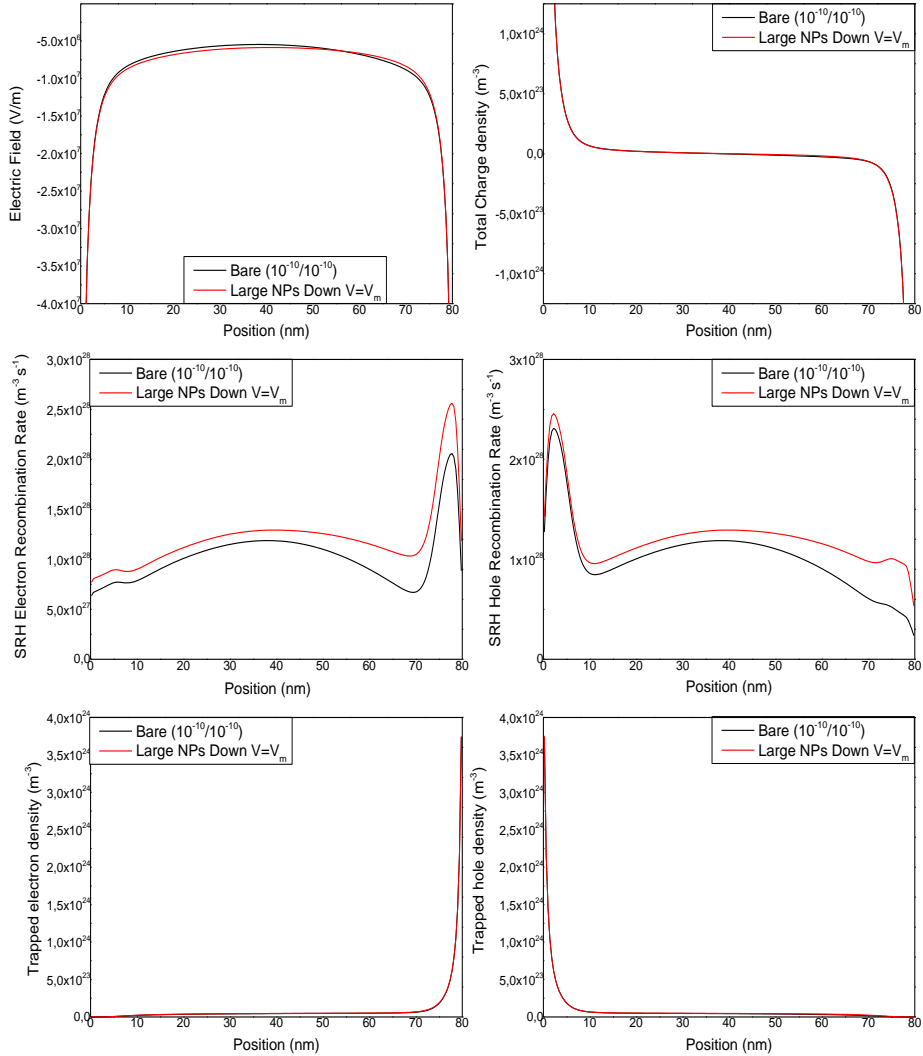 Electric Field (V/m)
-5.0x10⁶
-1.0x10⁷
-1.5x10⁷
-2.0x10⁷
-2.5x10⁷
-3.0x10⁷
-3.5x10⁷
-4.0x10⁷
Bare (10⁻¹⁰/10⁻¹⁰)
Large NPs Down V=Vₘ
0 10 20 30 40 50 60 70 80
Position (nm)
Total Charge density (m⁻³)
1,0x10²⁴
5,0x10²³
0,0
-5,0x10²³
-1,0x10²⁴
Bare (10⁻¹⁰/10⁻¹⁰)
Large NPs Down V=Vₘ
0 10 20 30 40 50 60 70 80
Position (nm)
SRH Electron Recombination Rate (m⁻³ s⁻¹)
3,0x10²⁸
2,5x10²⁸
2,0x10²⁸
1,5x10²⁸
1,0x10²⁸
5,0x10²⁷
0,0
Bare (10⁻¹⁰/10⁻¹⁰)
Large NPs Down V=Vₘ
0 10 20 30 40 50 60 70 80
Position (nm)
SRH Hole Recombination Rate (m⁻³ s⁻¹)
3x10²⁸
2x10²⁸
1x10²⁸
0
Bare (10⁻¹⁰/10⁻¹⁰)
Large NPs Down V=Vₘ
0 10 20 30 40 50 60 70 80
Position (nm)
Trapped electron density (m⁻³)
4,0x10²⁴
3,5x10²⁴
3,0x10²⁴
2,5x10²⁴
2,0x10²⁴
1,5x10²⁴
1,0x10²⁴
5,0x10²³
0,0
Bare (10⁻¹⁰/10⁻¹⁰)
Large NPs Down V=Vₘ
0 10 20 30 40 50 60 70 80
Position (nm)
Trapped hole density (m⁻³)
4,0x10²⁴
3,5x10²⁴
3,0x10²⁴
2,5x10²⁴
2,0x10²⁴
1,5x10²⁴
1,0x10²⁴
5,0x10²³
0,0
Bare (10⁻¹⁰/10⁻¹⁰)
Large NPs Down V=Vₘ
0 10 20 30 40 50 60 70 80
Position (nm)